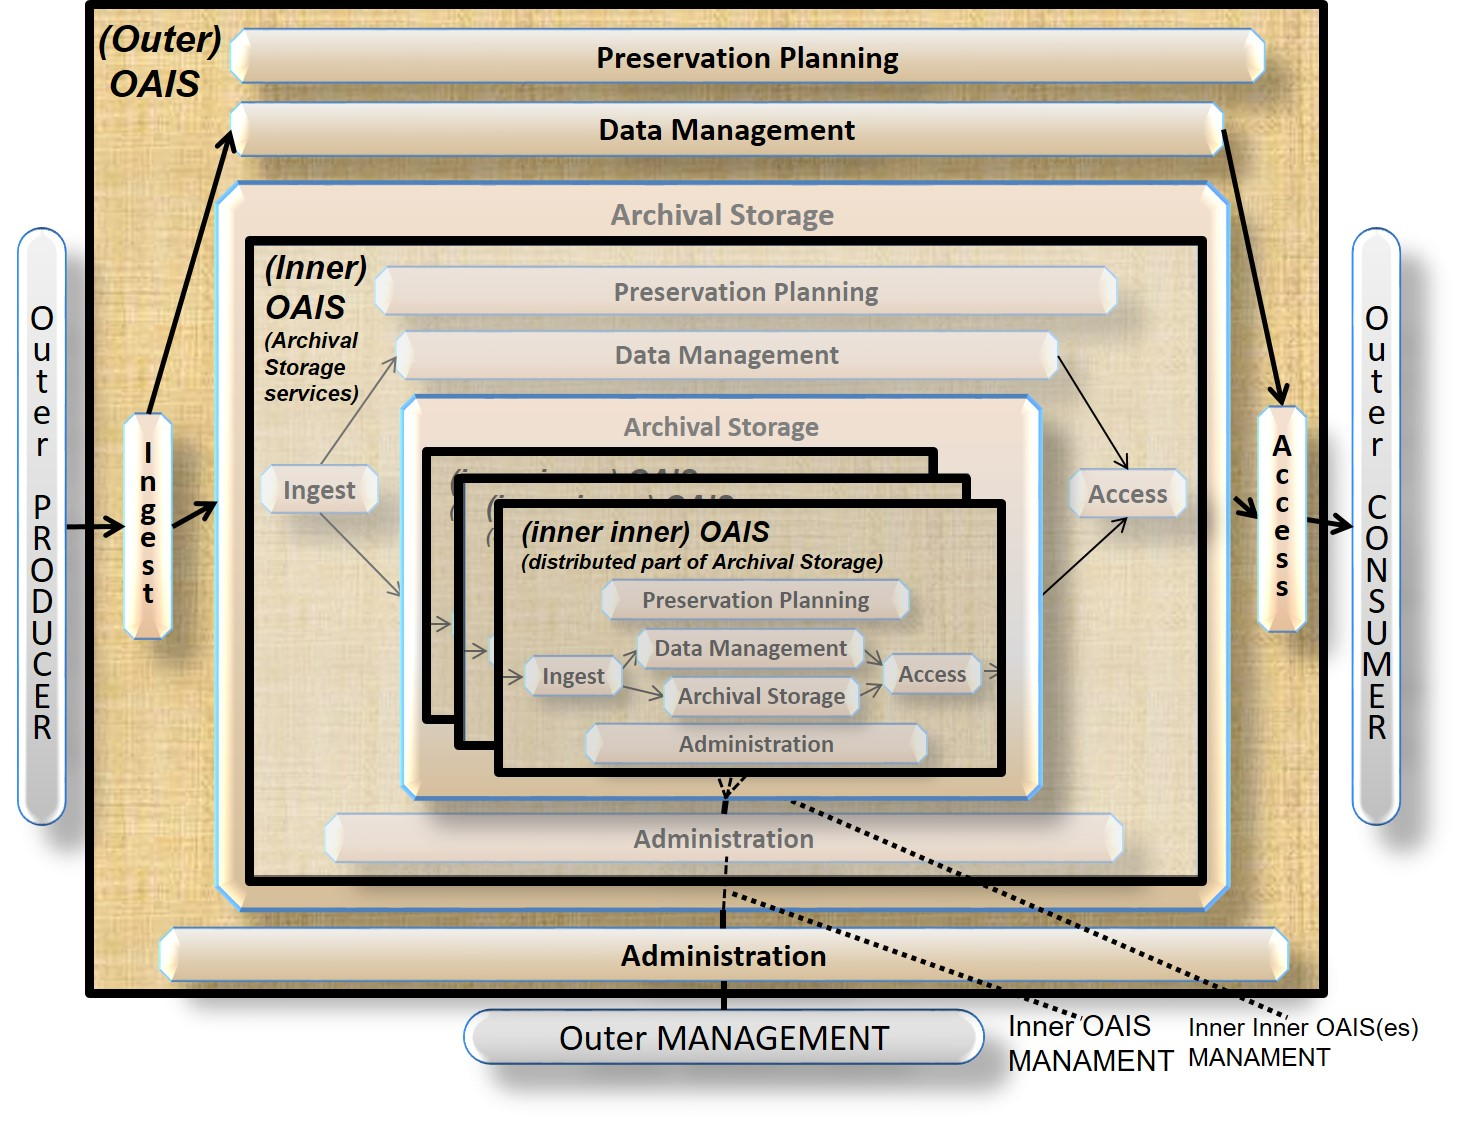 (Outer)
OAIS
Preservation Planning
Data Management
Archival Storage
(Inner)
OAIS
(Archival
Storage
services)
Preservation Planning
Data Management
Archival Storage
Ingest
Access
OAIS
OAIS
(inner inner) OAIS
(distributed part of Archival Storage)
Preservation Planning
Data Management
Ingest
Access
Archival Storage
Administration
Administration
Administration
Outer PRODUCER
Ingest
Access
Outer CONSUMER
Outer MANAGEMENT
Inner OAIS
MANAMENT
Inner Inner OAIS(es)
MANAMENT